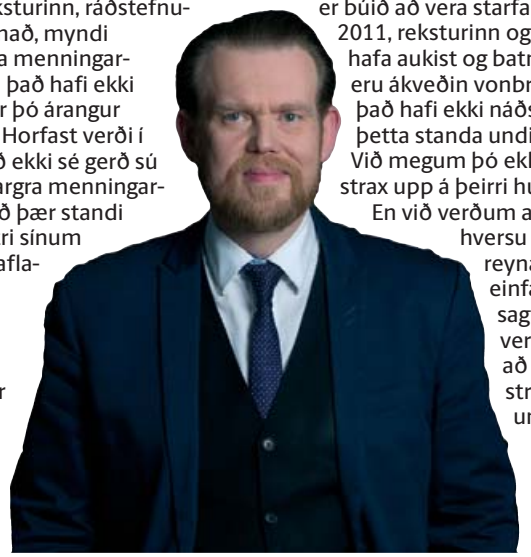 ksturinn, ráðstefnu-
nað, myndi
a menningar-
það hafi ekki
r þó árangur
Horfast verði í
ð ekki sé gerð sú
argra menningar-
ð þær standi
tri sínum
afla-
r
er búið að vera starfa
2011, reksturinn og
hafa aukist og batn
eru ákveðin vonbr
það hafi ekki náðs
þetta standa undi
Við megum þó ekk
strax upp á þeirri hu
En við verðum a
hversu
reyna
einfa
sag
ver
að
str
un